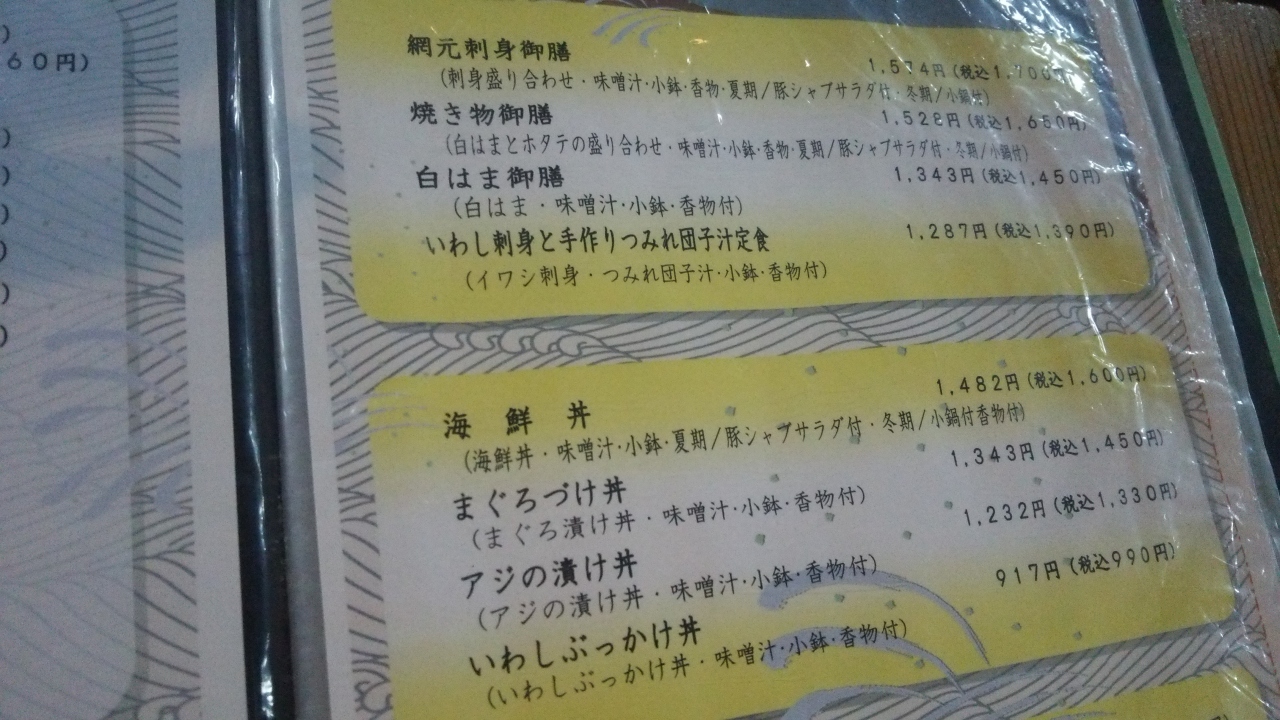 60円)
網元刺身御膳 1,574円(税込1,700円)
(刺身盛り合わせ・味噌汁・小鉢・香物・夏期/豚シャブサラダ付・冬期/小鍋付)
焼き物御膳 1,528円(税込1,650円)
(白はまとホタテの盛り合わせ・味噌汁・小鉢・香物・夏期/豚シャブサラダ付・冬期/小鍋付)
白はま御膳 1,343円(税込1,450円)
(白はま・味噌汁・小鉢・香物付)
いわし刺身と手作りつみれ団子汁定食 1,287円(税込1,390円)
(イワシ刺身・つみれ団子汁・小鉢・香物付)
海鮮丼 1,482円(税込1,600円)
(海鮮丼・味噌汁・小鉢・夏期/豚シャブサラダ付・冬期/小鍋付香物付)
まぐろづけ丼 1,343円(税込1,450円)
(まぐろ漬け丼・味噌汁・小鉢・香物付)
アジの漬け丼 1,232円(税込1,330円)
(アジの漬け丼・味噌汁・小鉢・香物付)
いわしぶっかけ丼 917円(税込990円)
(いわしぶっかけ丼・味噌汁・小鉢・香物付)